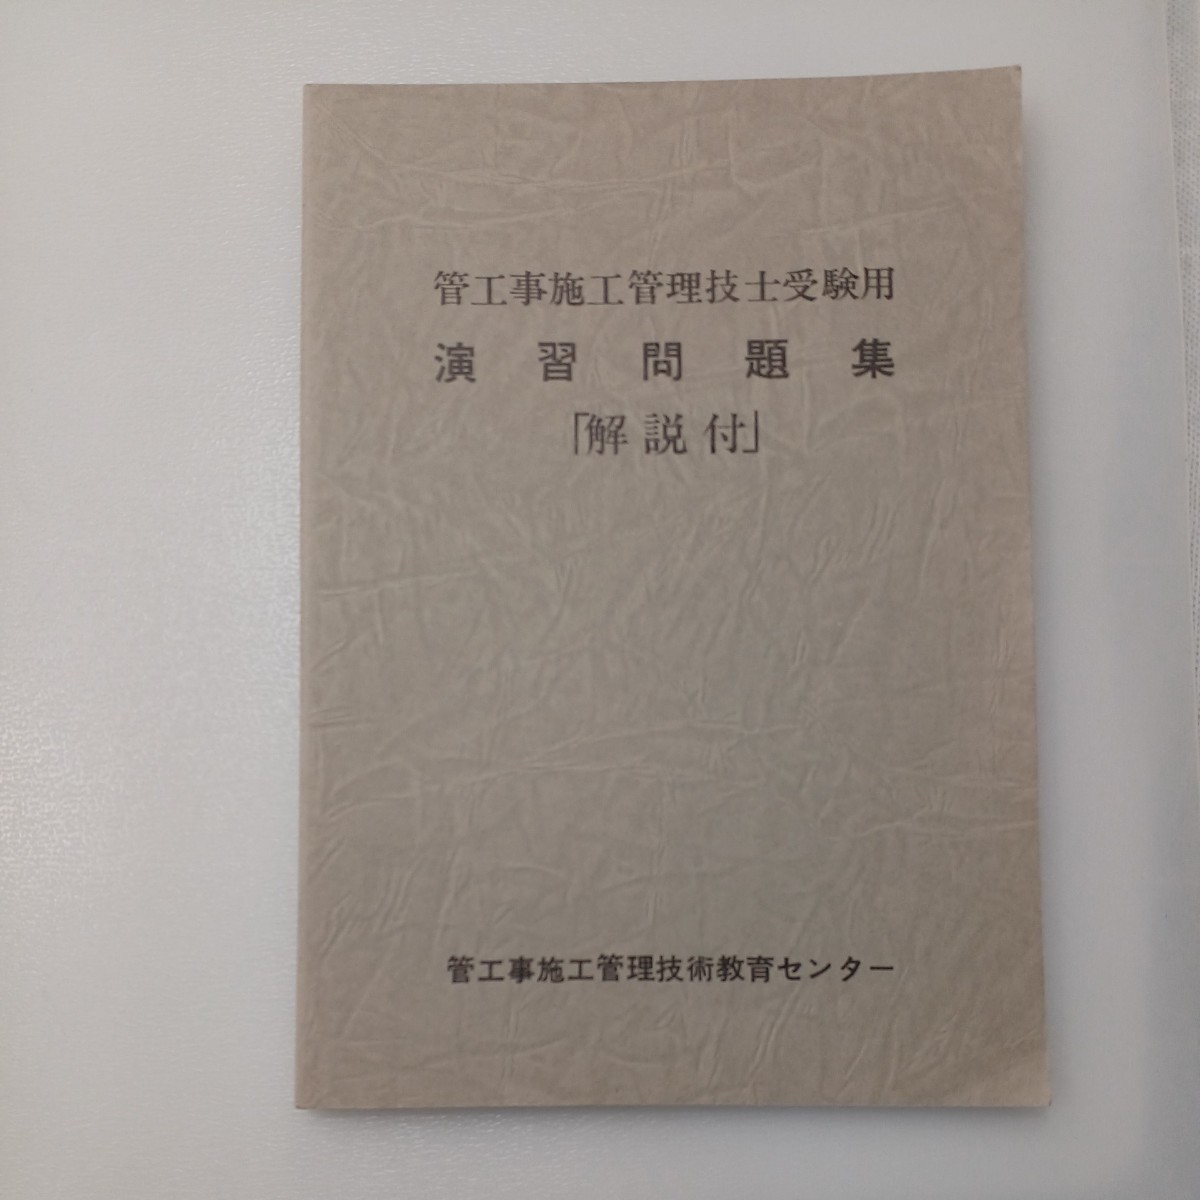 管工事施工管理技士受験用
演習問題集
「解説付」
管工事施工管理技術教育センター